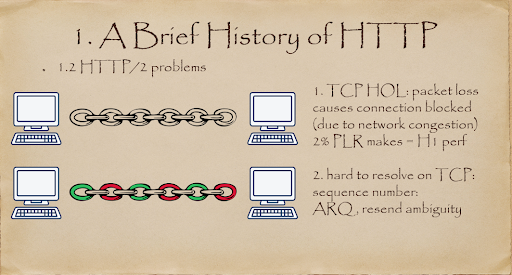 1. A Brief History of HTTP
• 1.2 HTTP/2 problems
1. TCP HOL: packet loss
causes connection blocked
(due to network congestion)
2% PLR makes ~ H1 perf
2. hard to resolve on TCP:
sequence number:
ARQ, resend ambiguity